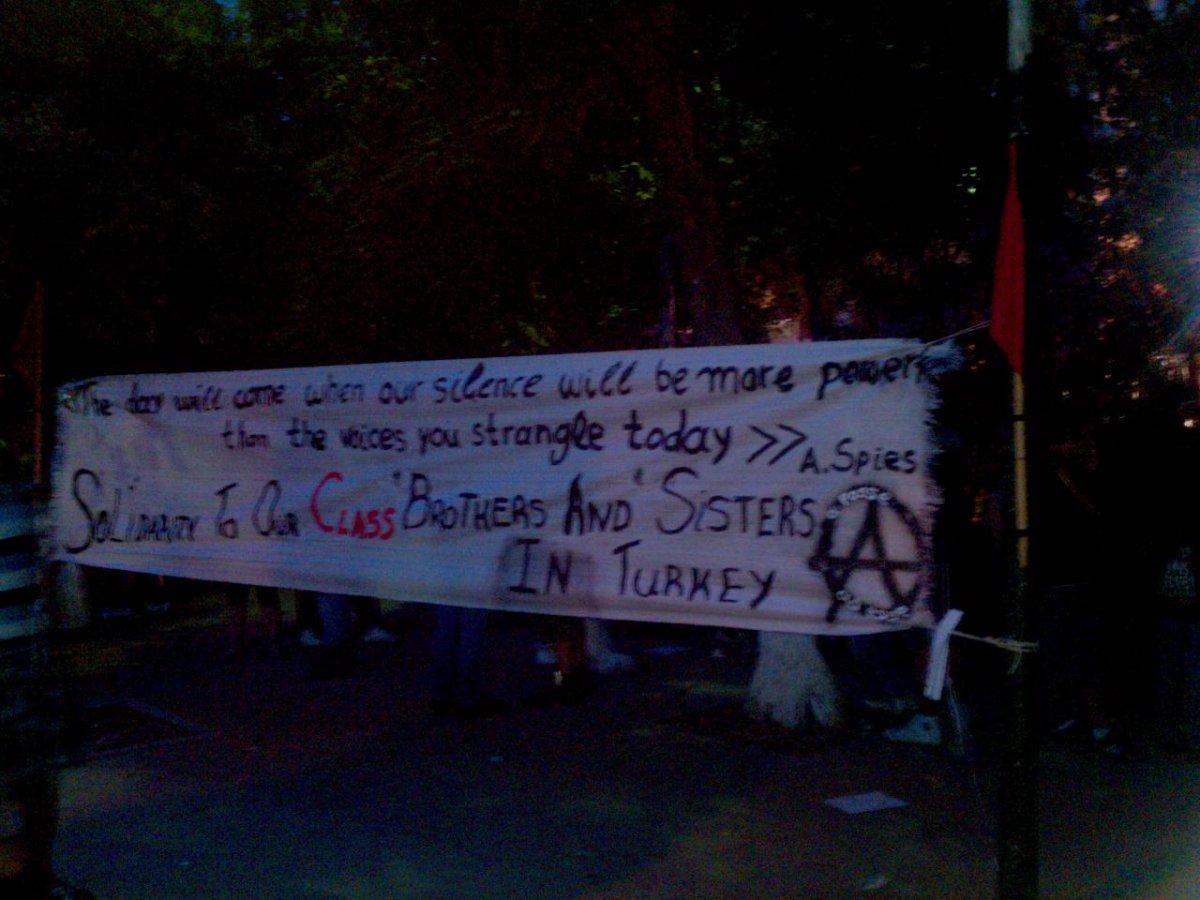 The day will come when our silence will be more powerf
than the voices you strangle today >> A. Spies
SoLiDARITY To OUR CLASS "BROTHERS AND" SISTERS
IN TURKEY